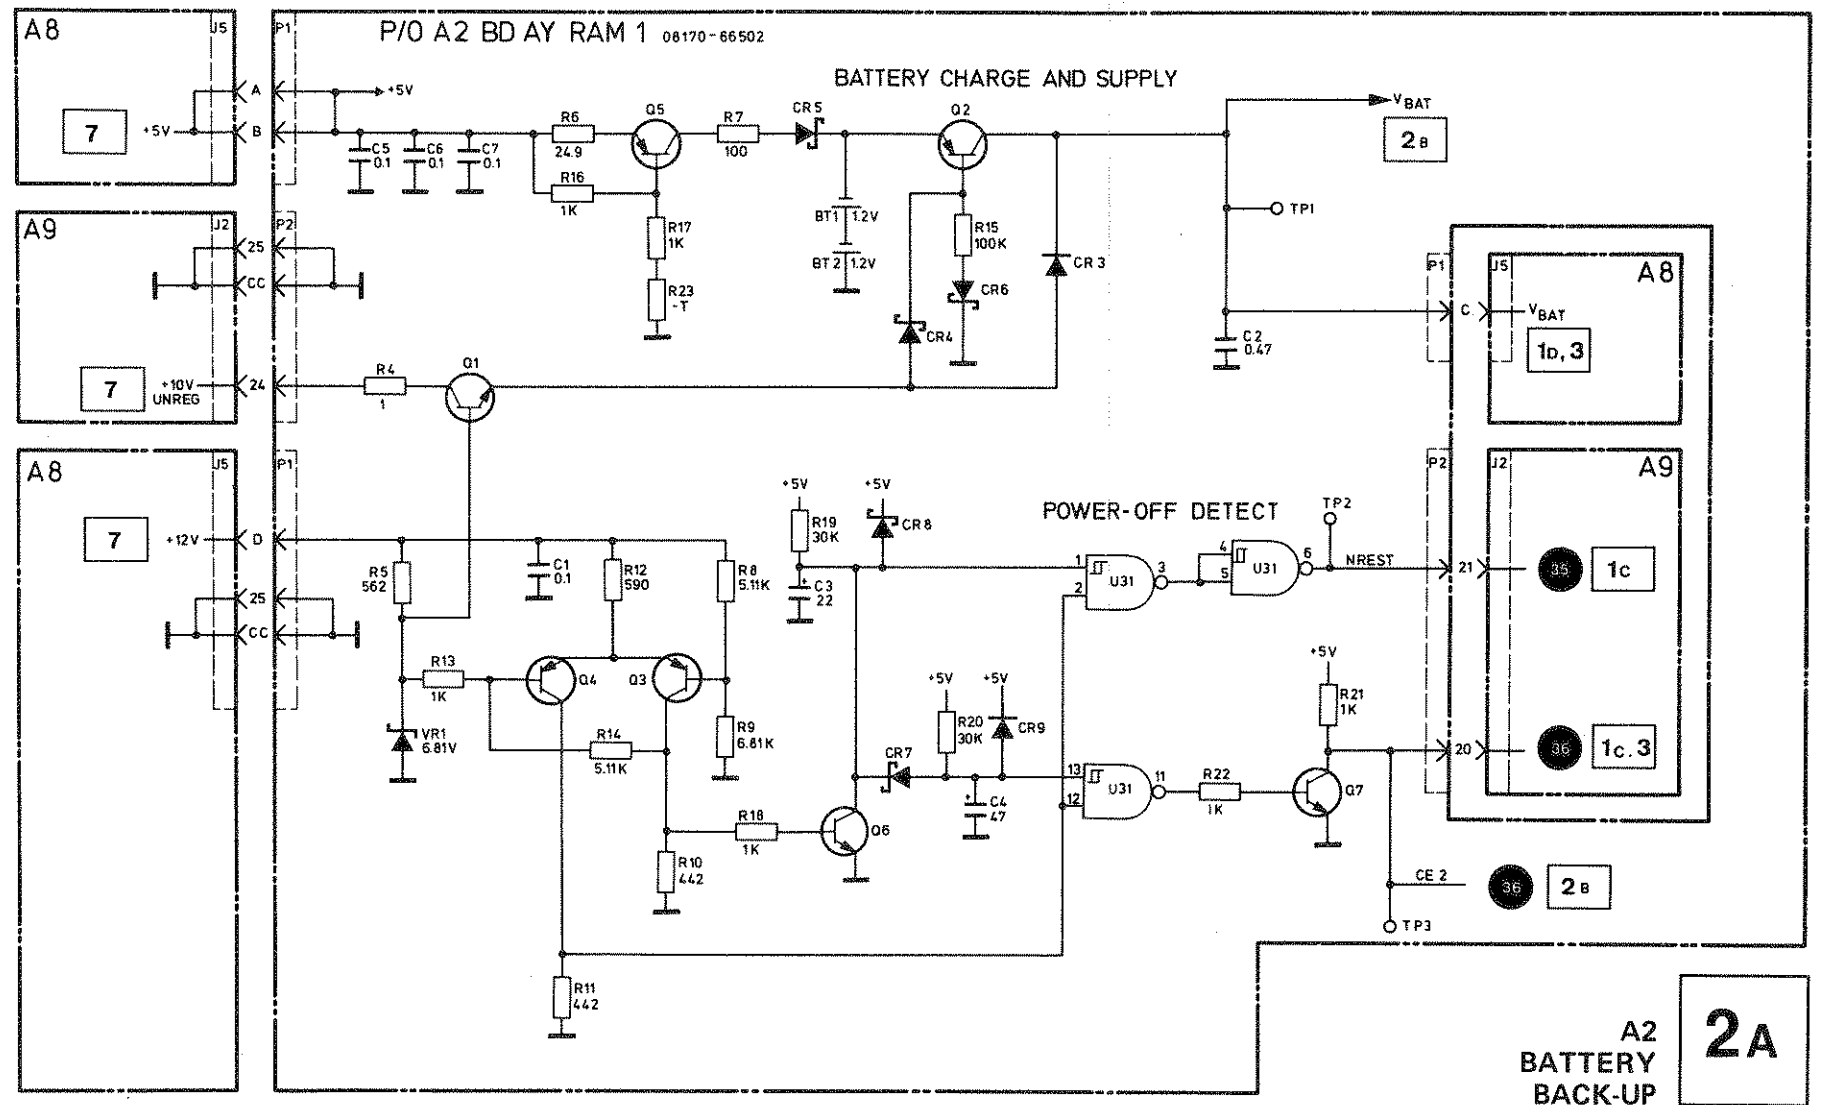 A8
J5
P1
P/O A2 BD AY RAM 1 08170-66502
BATTERY CHARGE AND SUPPLY
A
+5V
7
+5V
B
C5
0.1
C6
0.1
C7
0.1
R6
24.9
Q5
R7
100
CR5
Q2
VBAT
2B
R16
1K
R17
1K
R23
-T
BT1
1.2V
BT2
1.2V
R15
100K
CR6
CR4
CR3
TP1
A9
J2
P2
25
CC
7
+10V
UNREG
24
R4
1
Q1
P1
J5
A8
C
VBAT
1D, 3
C2
0.47
A8
J5
P1
7
+12V
D
25
CC
R5
562
C1
0.1
R12
590
R8
5.11K
+5V
R19
30K
C3
22
+5V
CR8
POWER-OFF DETECT
1
2
U31
3
4
5
U31
6
TP2
NREST
P2
J2
A9
21
35
1C
R13
1K
Q4
Q3
VR1
6.81V
R14
5.11K
R9
6.81K
+5V
R20
30K
+5V
CR9
CR7
C4
47
13
12
U31
11
R22
1K
+5V
R21
1K
Q7
20
36
1C. 3
R18
1K
Q6
R10
442
CE 2
36
2B
TP3
R11
442
A2
BATTERY
BACK-UP
2A